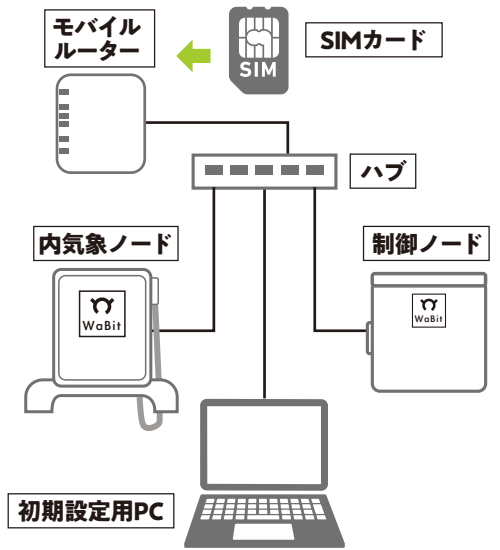 モバイル
ルーター
SIM
SIMカード
ハブ
内気象ノード
制御ノード
WaBit
WaBit
初期設定用PC